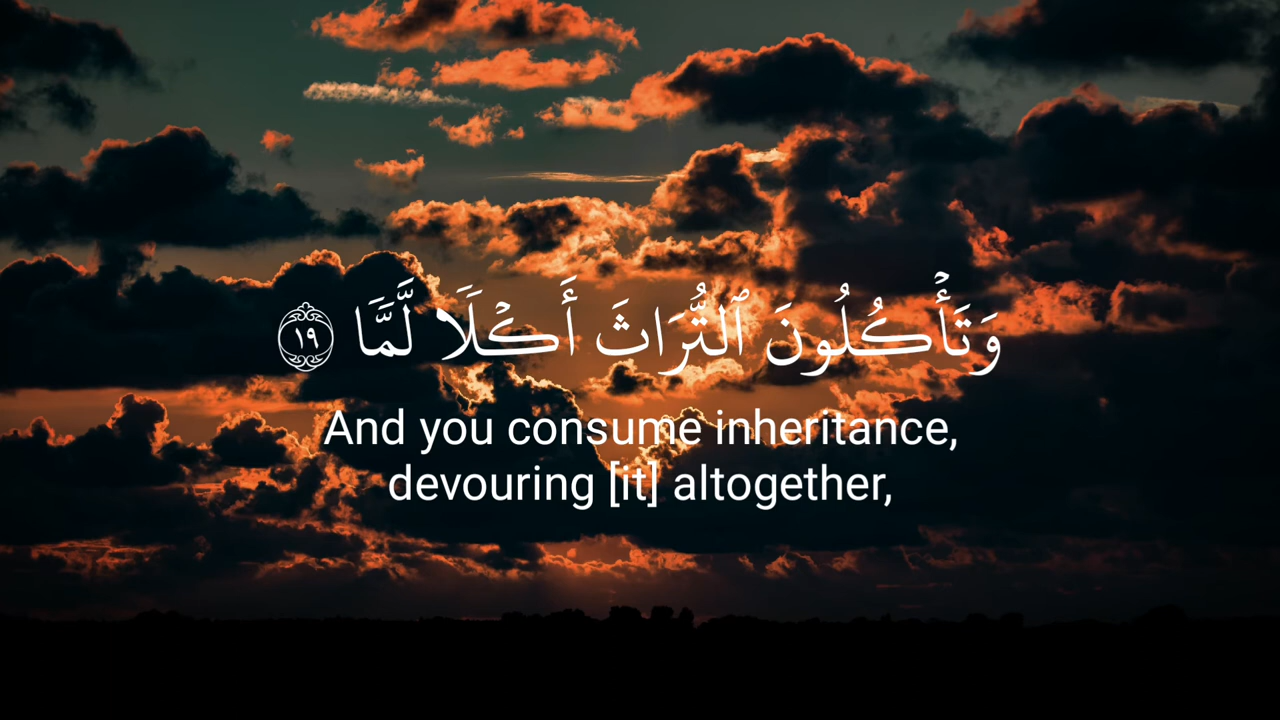 وَتَأۡكُلُونَ ٱلتُّرَاثَ أَكۡلَا لَّمَّا ١٩
And you consume inheritance,
devouring [it] altogether,